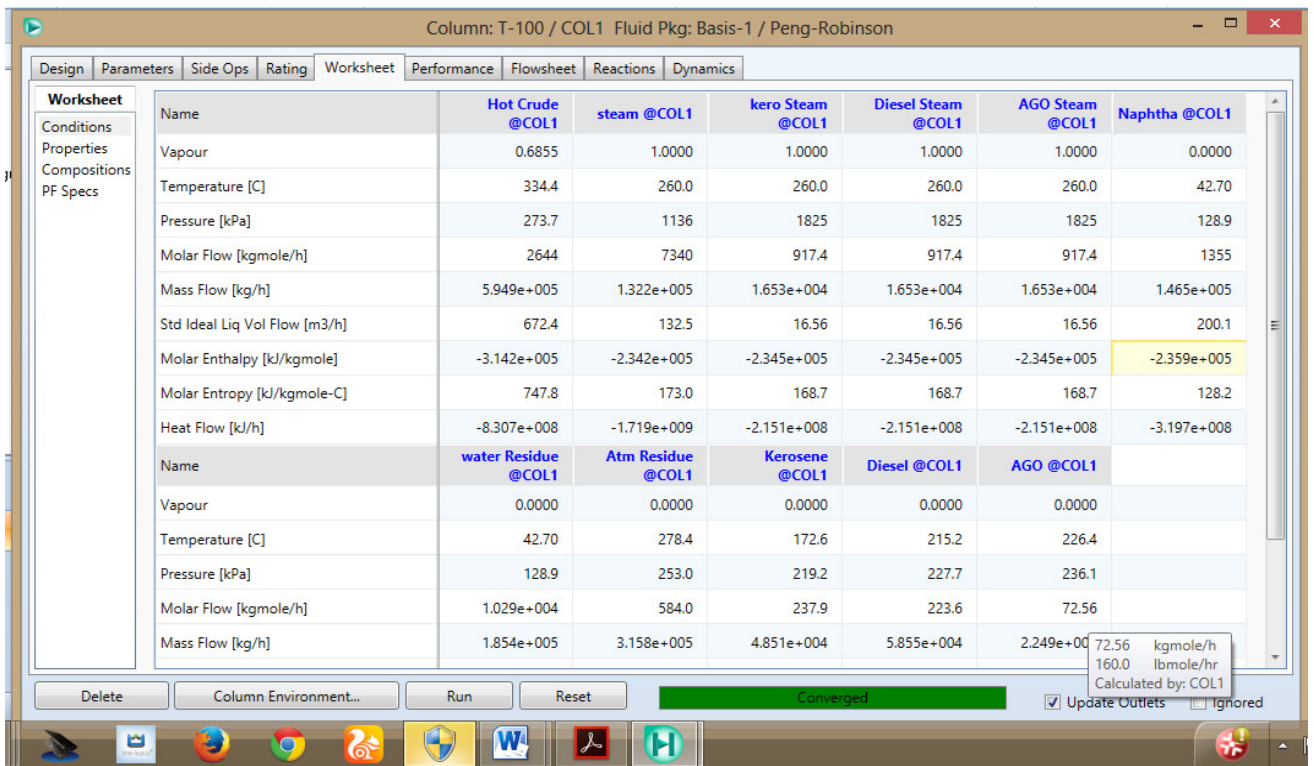 Column: T-100 / COL1 Fluid Pkg: Basis-1 / Peng-Robinson
Design Parameters Side Ops Rating Worksheet Performance Flowsheet Reactions Dynamics
Worksheet
Conditions
Properties
Compositions
PF Specs
Name Hot Crude @COL1 steam @COL1 kero Steam @COL1 Diesel Steam @COL1 AGO Steam @COL1 Naphtha @COL1
Vapour 0.6855 1.0000 1.0000 1.0000 1.0000 0.0000
Temperature [C] 334.4 260.0 260.0 260.0 260.0 42.70
Pressure [kPa] 273.7 1136 1825 1825 1825 128.9
Molar Flow [kgmole/h] 2644 7340 917.4 917.4 917.4 1355
Mass Flow [kg/h] 5.949e+005 1.322e+005 1.653e+004 1.653e+004 1.653e+004 1.465e+005
Std Ideal Liq Vol Flow [m3/h] 672.4 132.5 16.56 16.56 16.56 200.1
Molar Enthalpy [kJ/kgmole] -3.142e+005 -2.342e+005 -2.345e+005 -2.345e+005 -2.345e+005 -2.359e+005
Molar Entropy [kJ/kgmole-C] 747.8 173.0 168.7 168.7 168.7 128.2
Heat Flow [kJ/h] -8.307e+008 -1.719e+009 -2.151e+008 -2.151e+008 -2.151e+008 -3.197e+008
Name water Residue @COL1 Atm Residue @COL1 Kerosene @COL1 Diesel @COL1 AGO @COL1
Vapour 0.0000 0.0000 0.0000 0.0000 0.0000
Temperature [C] 42.70 278.4 172.6 215.2 226.4
Pressure [kPa] 128.9 253.0 219.2 227.7 236.1
Molar Flow [kgmole/h] 1.029e+004 584.0 237.9 223.6 72.56
Mass Flow [kg/h] 1.854e+005 3.158e+005 4.851e+004 5.855e+004 2.249e+00
72.56 kgmole/h
160.0 lbmole/hr
Calculated by: COL1
Delete Column Environment... Run Reset Converged Update Outlets Ignored